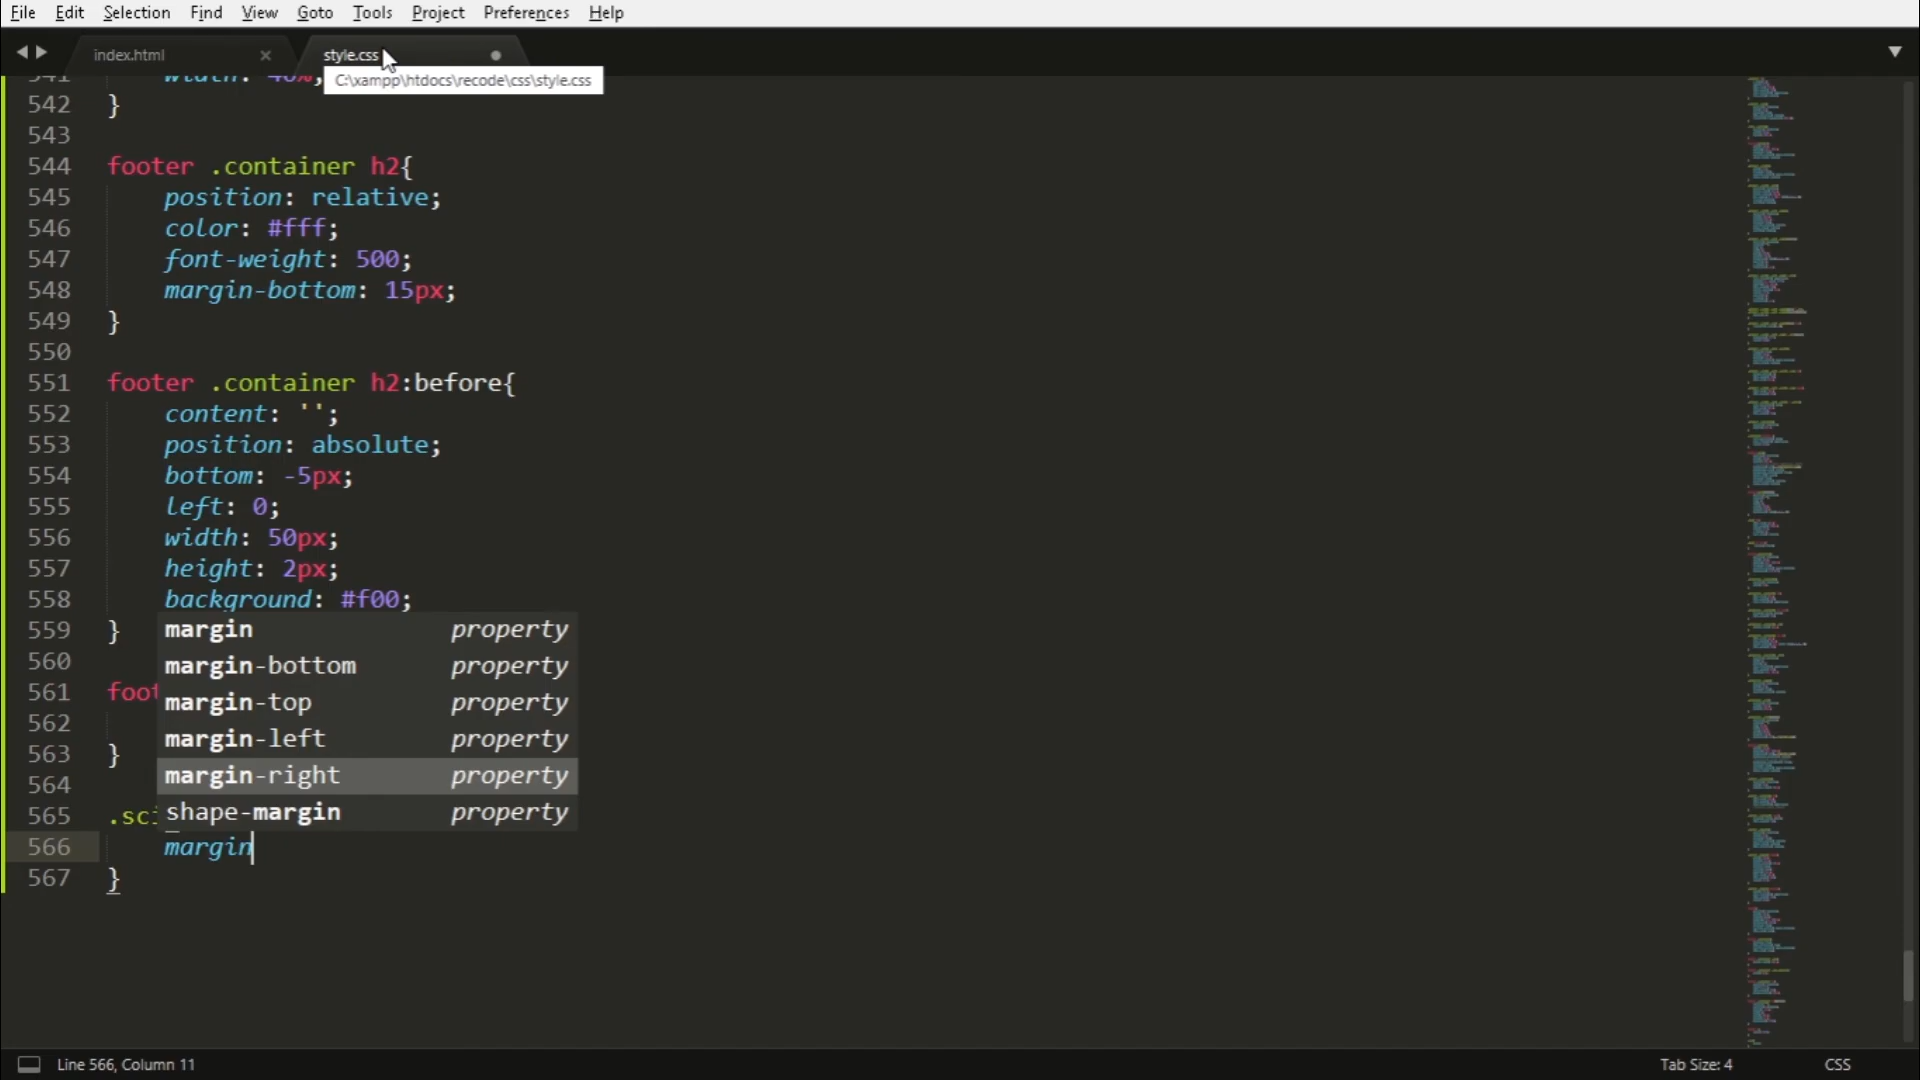 File Edit Selection Find View Goto Tools Project Preferences Help
index.html style.css
C:\xampp\htdocs\recode\css\style.css
542 }
543
544 footer .container h2{
545 position: relative;
546 color: #fff;
547 font-weight: 500;
548 margin-bottom: 15px;
549 }
550
551 footer .container h2:before{
552 content: '';
553 position: absolute;
554 bottom: -5px;
555 left: 0;
556 width: 50px;
557 height: 2px;
558 background: #f00;
559 } margin property
560 margin-bottom property
561 foot margin-top property
562 margin-left property
563 } margin-right property
564
565 .sci shape-margin property
566 margin
567 }
Line 566, Column 11 Tab Size: 4 CSS